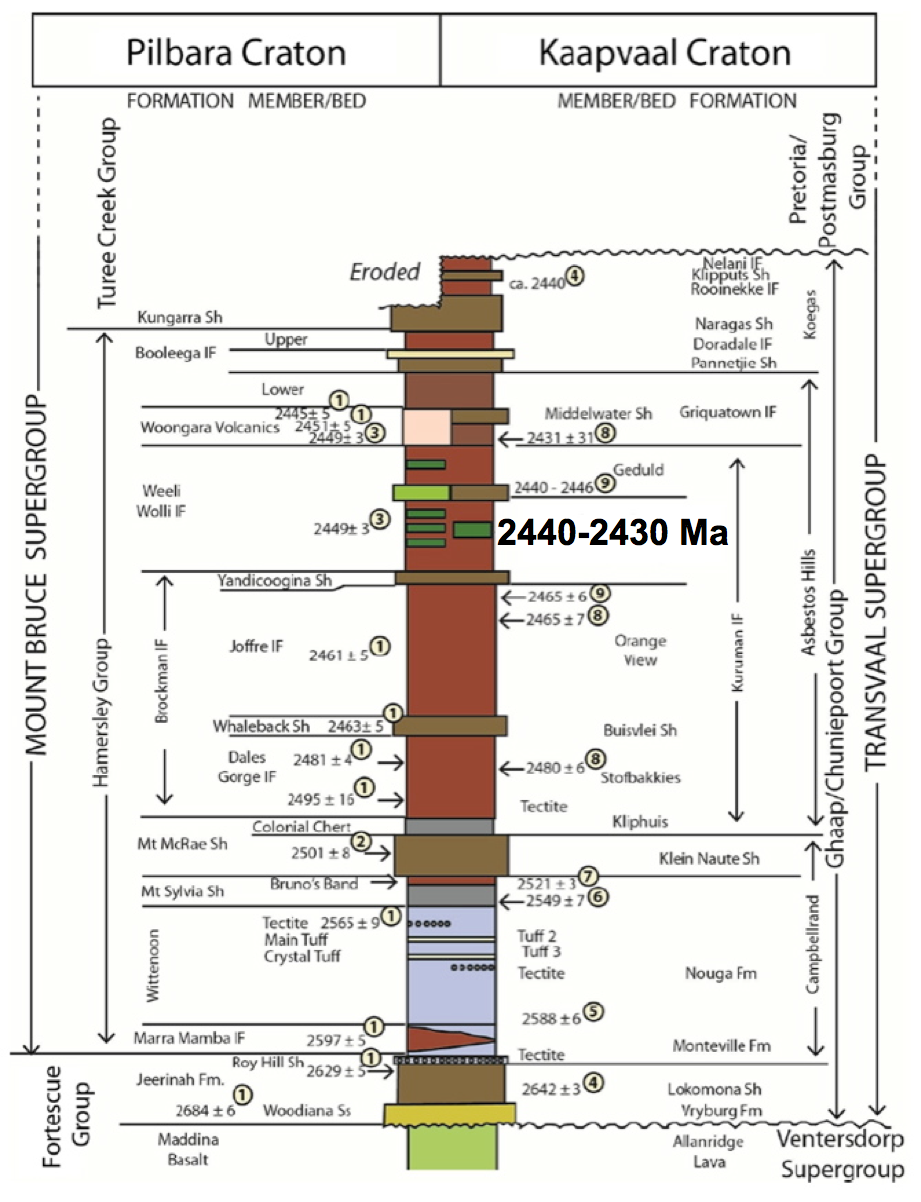 Pilbara Craton
Kaapvaal Craton
FORMATION MEMBER/BED
MEMBER/BED FORMATION
Turee Creek Group
Pretoria/
Postmasburg
Group
Eroded
Nelani IF
ca. 2440 4
Klipputs Sh
Rooinekke IF
Koegas
Kungarra Sh
Naragas Sh
Upper
Doradale IF
Booleega IF
Pannetjie Sh
Lower
1
2445± 5 1
Middelwater Sh
Griquatown IF
Woongara Volcanics
2451± 5
2449± 3 3
2431 ± 31 8
Geduld
Weeli
Wolli IF
2440 - 2446 9
2449± 3 3
2440-2430 Ma
MOUNT BRUCE SUPERGROUP
TRANSVAAL SUPERGROUP
Hamersley Group
Ghaap/Chuniepoort Group
Asbestos Hills
Yandicoogina Sh
2465 ± 6 9
2465 ± 7 8
Brockman IF
Kuruman IF
Joffre IF
2461 ± 5 1
Orange
View
Whaleback Sh 2463± 5 1
Buisvlei Sh
Dales
Gorge IF
2481 ± 4 1
2480 ± 6 8
Stofbakkies
2495 ± 16 1
Tectite
Colonial Chert
Kliphuis
Mt McRae Sh
2501 ± 8 2
Klein Naute Sh
Bruno's Band
2521 ± 3 7
Mt Sylvia Sh
2549 ± 7 6
Campbellrand
Wittenoon
Tectite 2565 ± 9 1
Main Tuff
Crystal Tuff
Tuff 2
Tuff 3
Tectite
Nouga Fm
2588 ± 6 5
Marra Mamba IF
2597 ± 5 1
Monteville Fm
Roy Hill Sh 1
Tectite
2629 ± 5
Jeerinah Fm.
2642 ± 3 4
Lokomona Sh
Fortescue
Group
2684 ± 6 1
Woodiana Ss
Vryburg Fm
Maddina
Basalt
Allanridge
Lava
Ventersdorp
Supergroup